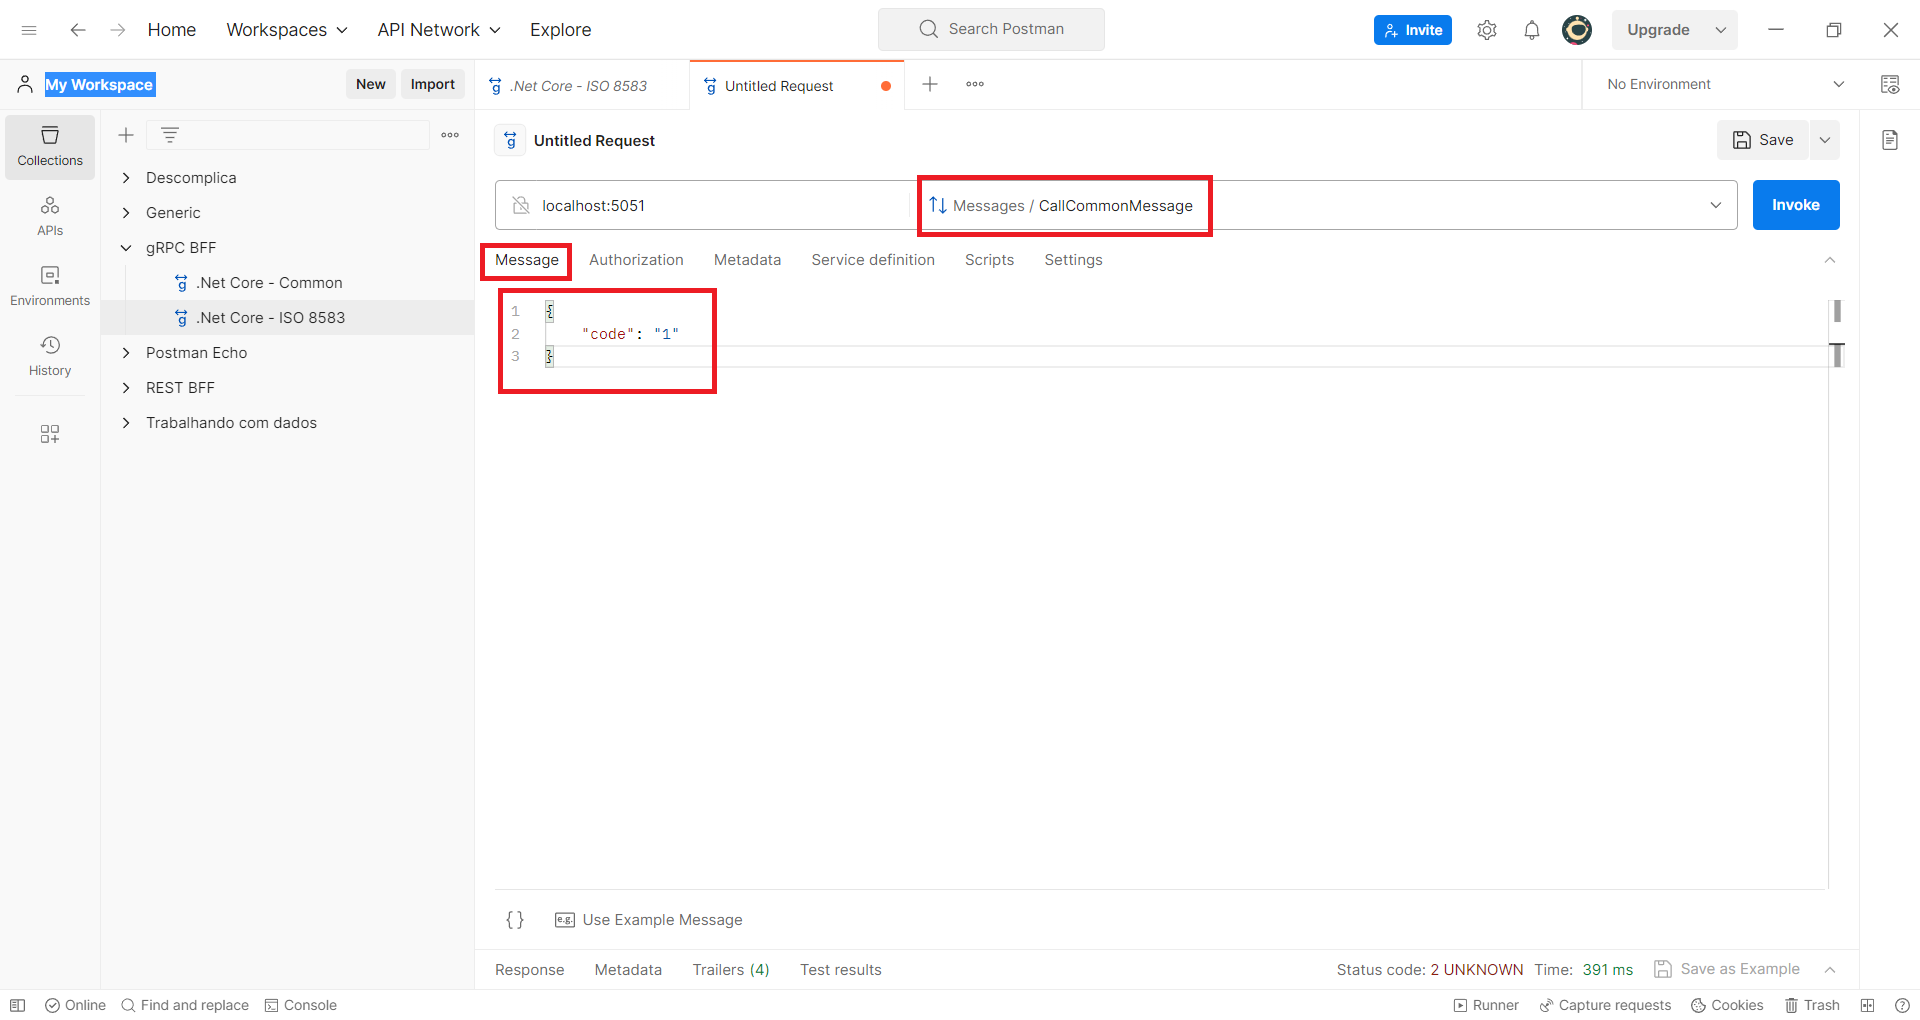 Home Workspaces API Network Explore Search Postman Invite Upgrade
My Workspace New Import .Net Core - ISO 8583 Untitled Request No Environment
Collections
APIs
Environments
History
Descomplica
Generic
gRPC BFF
.Net Core - Common
.Net Core - ISO 8583
Postman Echo
REST BFF
Trabalhando com dados
Untitled Request Save
localhost:5051 Messages / CallCommonMessage Invoke
Message Authorization Metadata Service definition Scripts Settings
1 {
2 "code": "1"
3 }
{} e.g. Use Example Message
Response Metadata Trailers (4) Test results Status code: 2 UNKNOWN Time: 391 ms Save as Example
Online Find and replace Console Runner Capture requests Cookies Trash